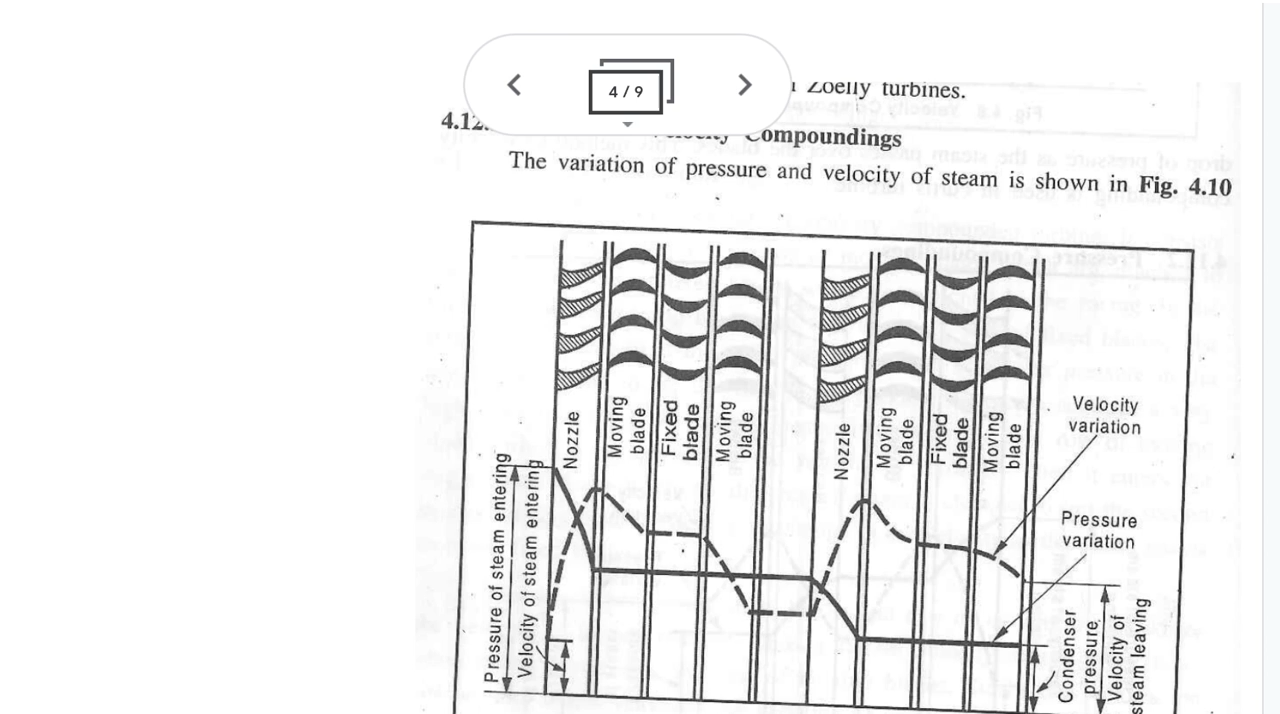 4 / 9
Zoelly turbines.
4.12.
Compoundings
The variation of pressure and velocity of steam is shown in Fig. 4.10
Nozzle
Moving
blade
Fixed
blade
Moving
blade
Nozzle
Moving
blade
Fixed
blade
Moving
blade
Velocity
variation
Pressure
variation
Pressure of steam entering
Velocity of steam entering
Condenser
pressure.
Velocity of
steam leaving